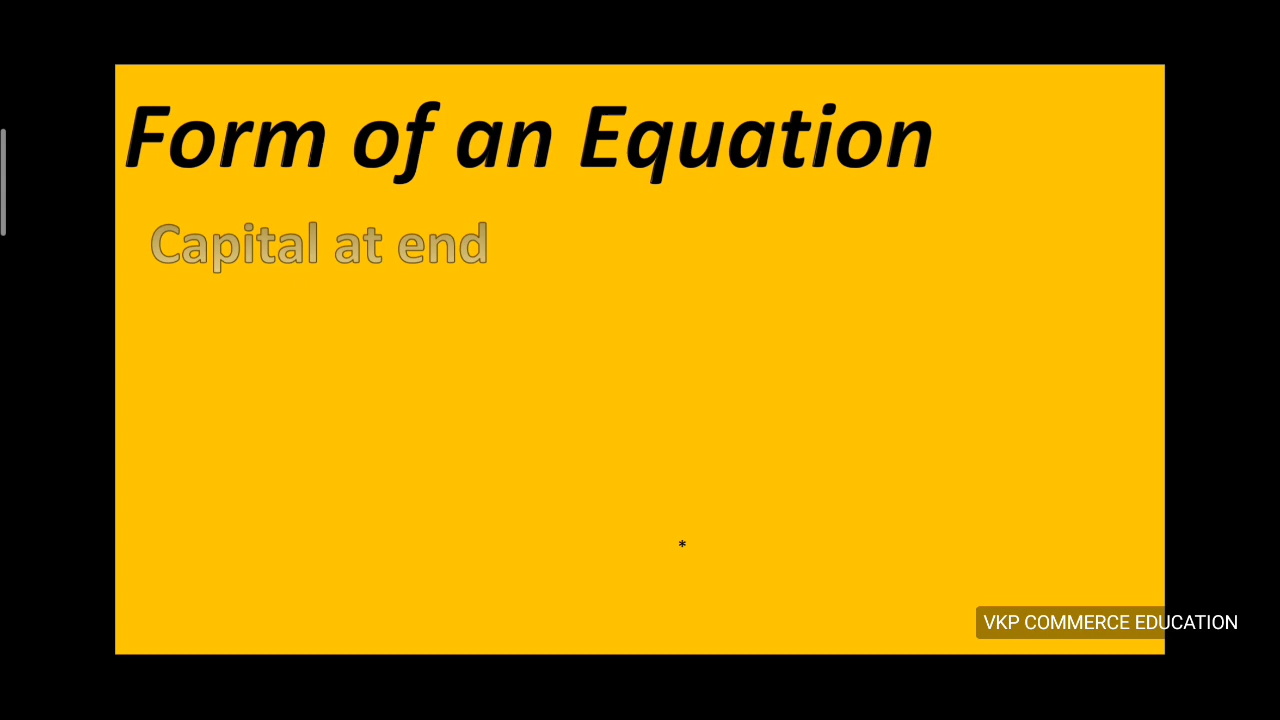 Form of an Equation
Capital at end
*
VKP COMMERCE EDUCATION